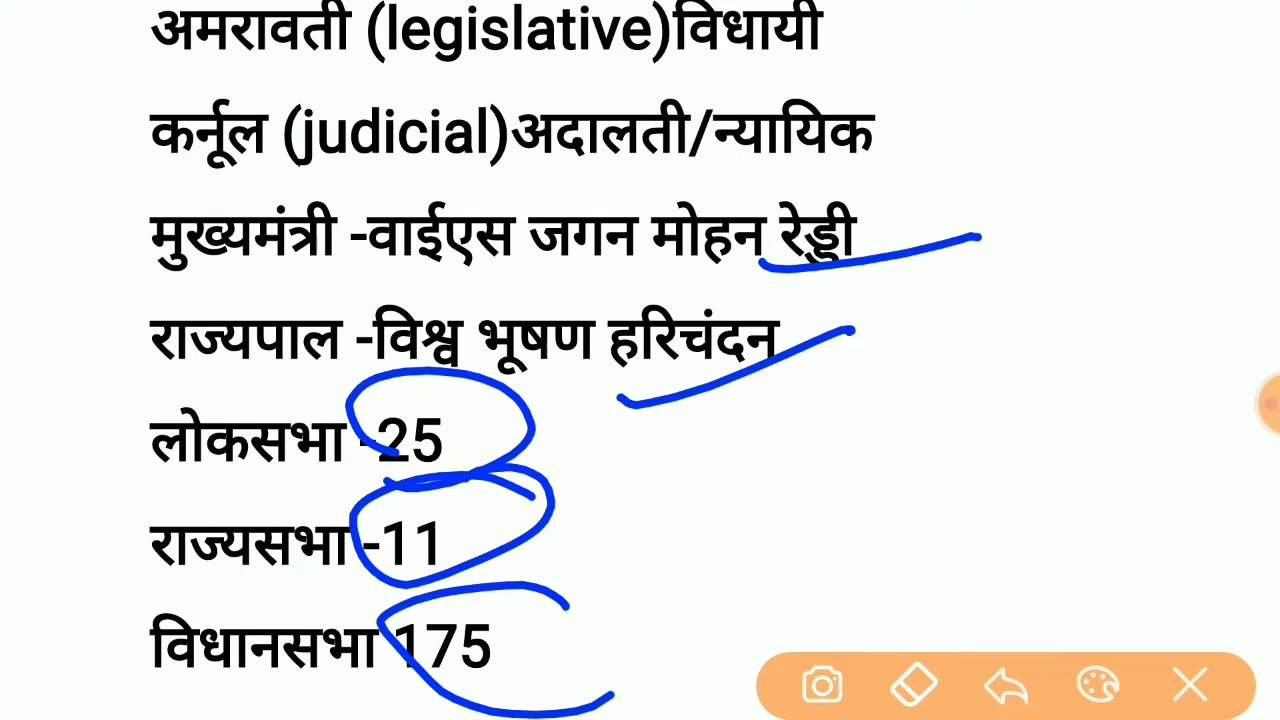 अमरावती (legislative)विधायी
कर्नूल (judicial)अदालती/न्यायिक
मुख्यमंत्री -वाईएस जगन मोहन रेड्डी
राज्यपाल -विश्व भूषण हरिचंदन
लोकसभा -25
राज्यसभा -11
विधानसभा 175